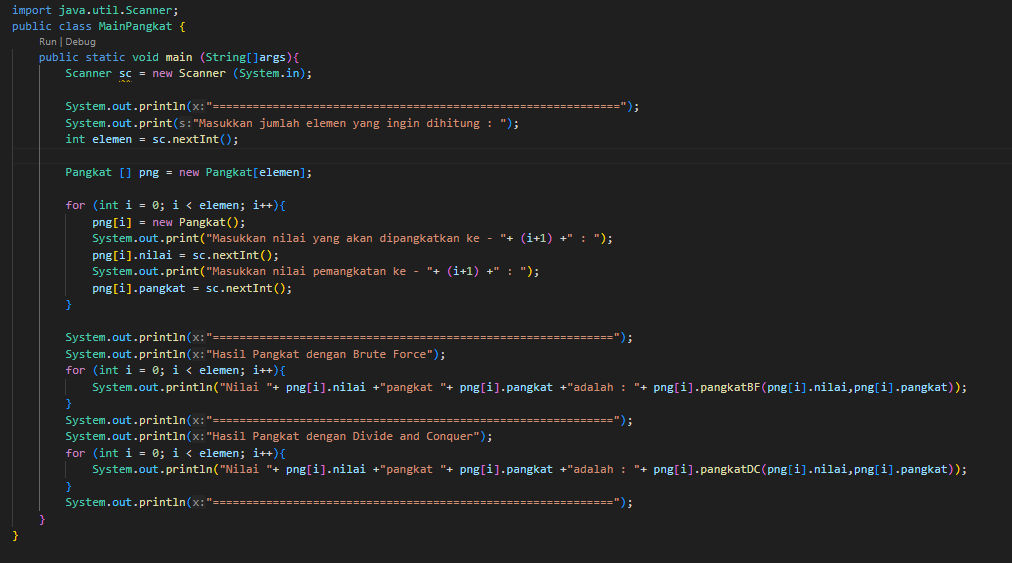 import java.util.Scanner;
public class MainPangkat {
Run | Debug
public static void main (String[]args){
Scanner sc = new Scanner (System.in);
System.out.println(x:"=============================================================");
System.out.print(s:"Masukkan jumlah elemen yang ingin dihitung : ");
int elemen = sc.nextInt();
Pangkat [] png = new Pangkat[elemen];
for (int i = 0; i < elemen; i++){
png[i] = new Pangkat();
System.out.print("Masukkan nilai yang akan dipangkatkan ke - "+ (i+1) +" : ");
png[i].nilai = sc.nextInt();
System.out.print("Masukkan nilai pemangkatan ke - "+ (i+1) +" : ");
png[i].pangkat = sc.nextInt();
}
System.out.println(x:"============================================================");
System.out.println(x:"Hasil Pangkat dengan Brute Force");
for (int i = 0; i < elemen; i++){
System.out.println("Nilai "+ png[i].nilai +"pangkat "+ png[i].pangkat +"adalah : "+ png[i].pangkatBF(png[i].nilai,png[i].pangkat));
}
System.out.println(x:"============================================================");
System.out.println(x:"Hasil Pangkat dengan Divide and Conquer");
for (int i = 0; i < elemen; i++){
System.out.println("Nilai "+ png[i].nilai +"pangkat "+ png[i].pangkat +"adalah : "+ png[i].pangkatDC(png[i].nilai,png[i].pangkat));
}
System.out.println(x:"============================================================");
}
}